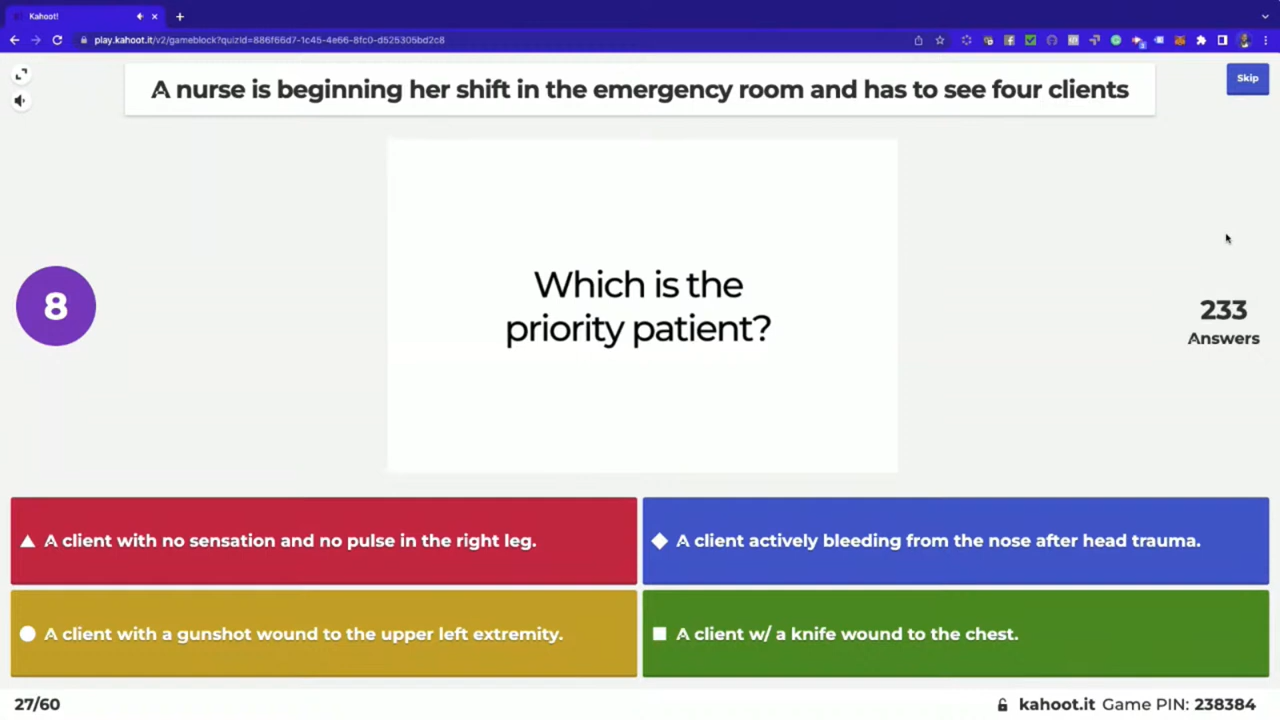 Kahoot!
play.kahoot.it/v2/gameblock?quizId=886f66d7-1c45-4e66-8fc0-d525305bd2c8
A nurse is beginning her shift in the emergency room and has to see four clients
Skip
Which is the
priority patient?
8
233
Answers
A client with no sensation and no pulse in the right leg.
A client actively bleeding from the nose after head trauma.
A client with a gunshot wound to the upper left extremity.
A client w/ a knife wound to the chest.
27/60
kahoot.it Game PIN: 238384